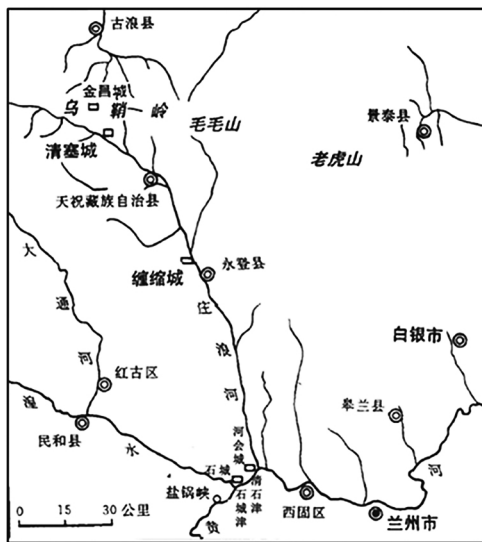 古浪县
金昌城
乌鞘岭
毛毛山
景泰县
清塞城
老虎山
天祝藏族自治县
大通河
缠缩城
永登县
庄浪河
白银市
红古区
皋兰县
湟水
民和县
河会城
石城
清石津
石城津
盐锅峡
黄河
西固区
兰州市
0 15 30 公里